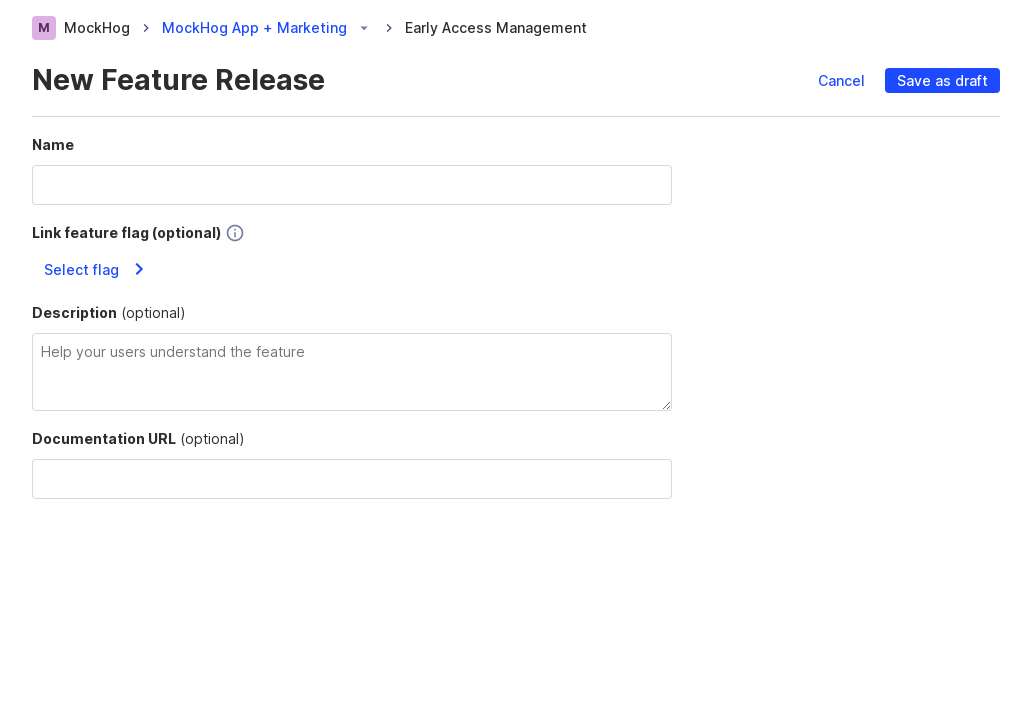 M MockHog MockHog App + Marketing Early Access Management
New Feature Release
Cancel Save as draft
Name
Link feature flag (optional)
Select flag
Description (optional)
Help your users understand the feature
Documentation URL (optional)